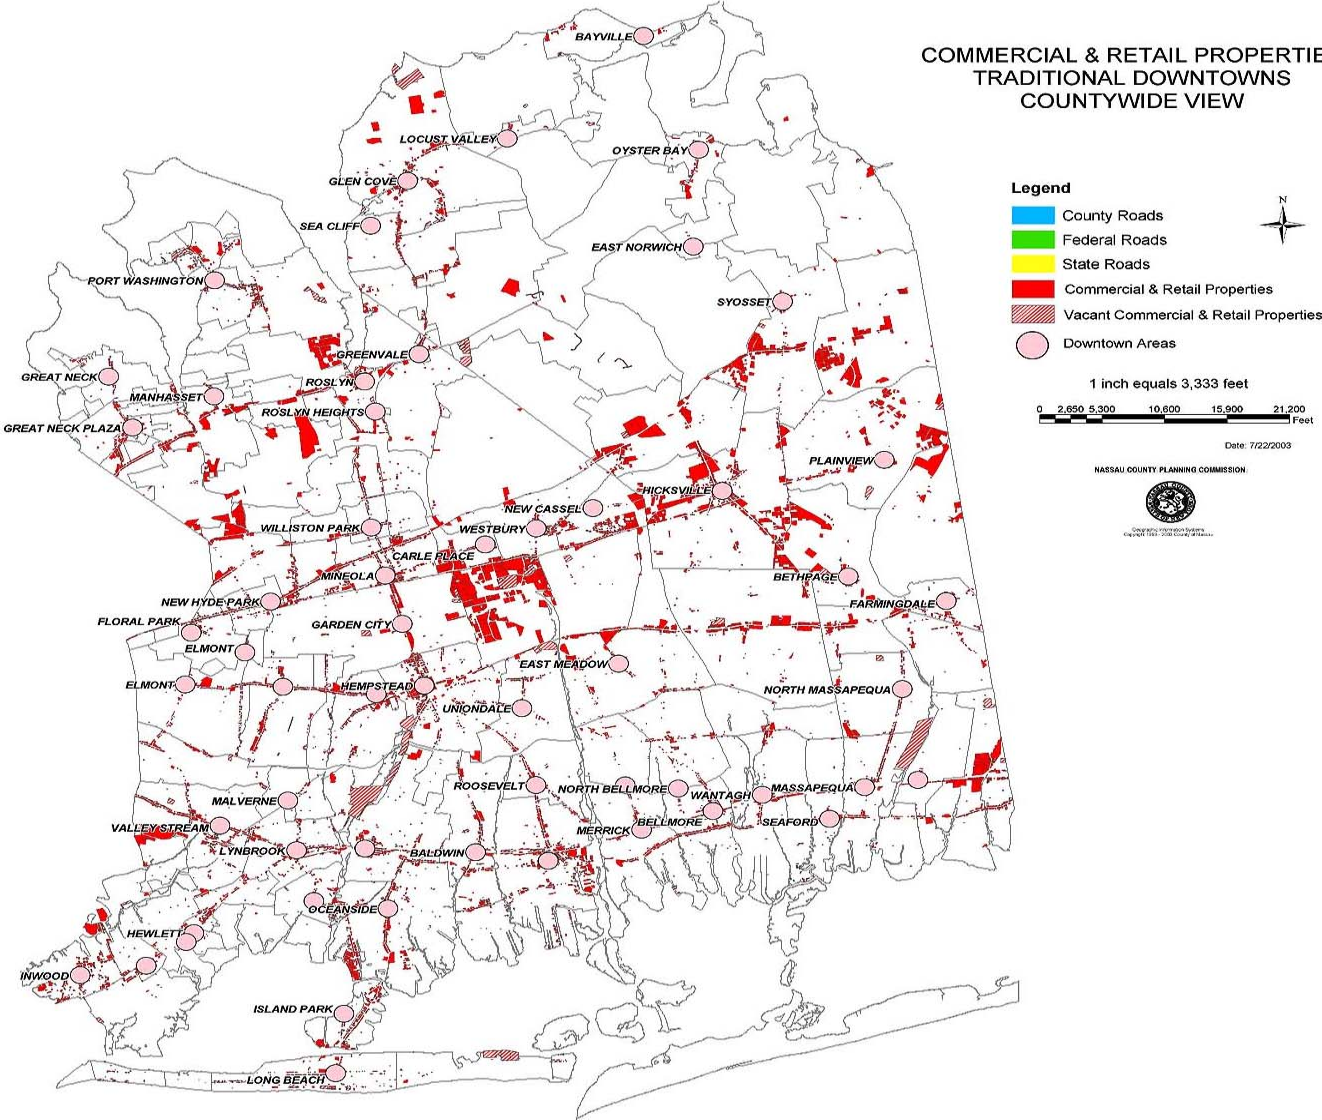 COMMERCIAL & RETAIL PROPERTIE
TRADITIONAL DOWNTOWNS
COUNTYWIDE VIEW
Legend
County Roads
Federal Roads
State Roads
Commercial & Retail Properties
Vacant Commercial & Retail Properties
Downtown Areas
1 inch equals 3,333 feet
0 2,650 5,300 10,600 15,900 21,200
Feet
Date: 7/22/2003
NASSAU COUNTY PLANNING COMMISSION
Geographic Information Systems
N
BAYVILLE
LOCUST VALLEY
OYSTER BAY
GLEN COVE
SEA CLIFF
EAST NORWICH
PORT WASHINGTON
SYOSSET
GREENVALE
GREAT NECK
ROSLYN
MANHASSET
ROSLYN HEIGHTS
GREAT NECK PLAZA
PLAINVIEW
HICKSVILLE
NEW CASSEL
WILLISTON PARK
WESTBURY
CARLE PLACE
MINEOLA
BETHPAGE
NEW HYDE PARK
FARMINGDALE
FLORAL PARK
GARDEN CITY
ELMONT
EAST MEADOW
ELMONT
HEMPSTEAD
NORTH MASSAPEQUA
UNIONDALE
ROOSEVELT
NORTH BELLMORE
WANTAGH
MASSAPEQUA
MALVERNE
BELLMORE
SEAFORD
VALLEY STREAM
MERRICK
LYNBROOK
BALDWIN
OCEANSIDE
HEWLETT
INWOOD
ISLAND PARK
LONG BEACH